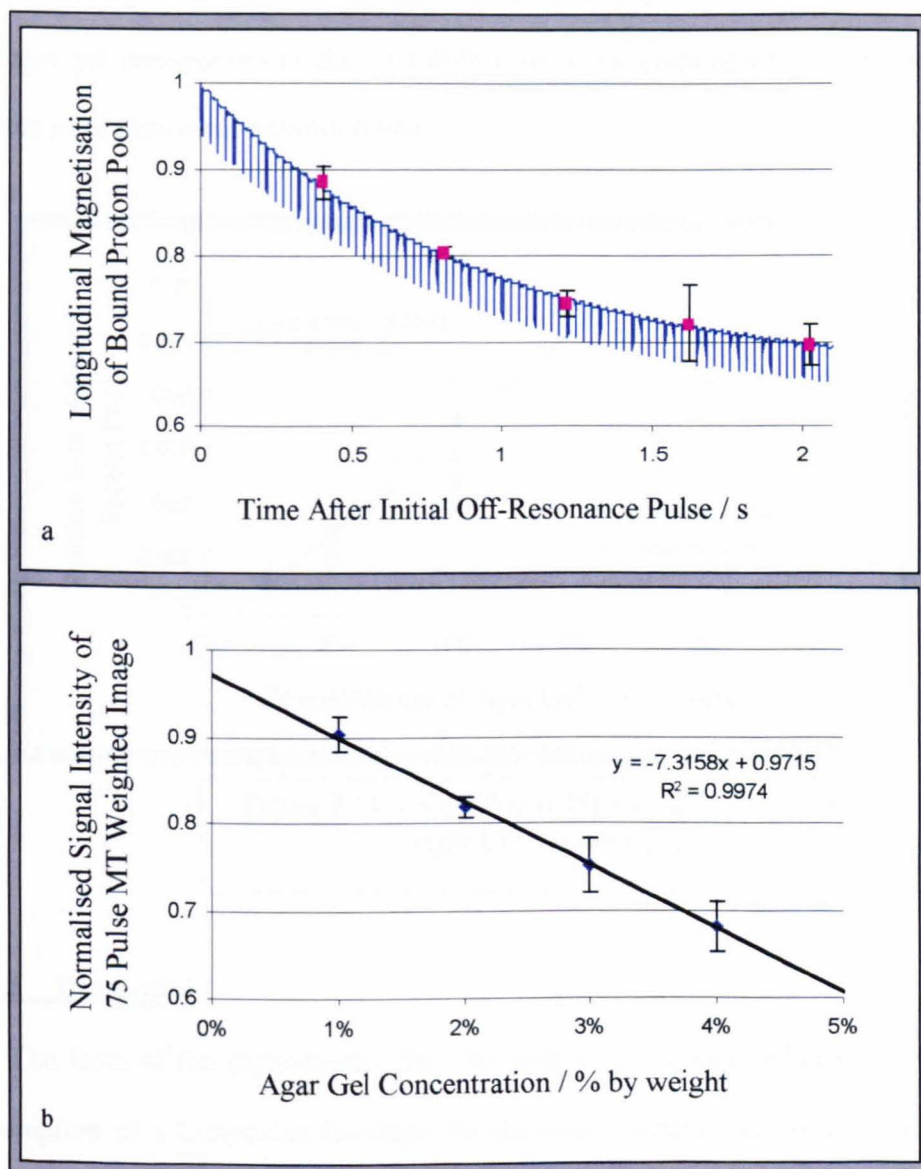 Longitudinal Magnetisation
of Bound Proton Pool
1
0.9
0.8
0.7
0.6
0
0.5
1
1.5
2
Time After Initial Off-Resonance Pulse / s
a
Normalised Signal Intensity of
75 Pulse MT Weighted Image
1
0.9
0.8
0.7
0.6
y = -7.3158x + 0.9715
R² = 0.9974
0%
1%
2%
3%
4%
5%
Agar Gel Concentration / % by weight
b